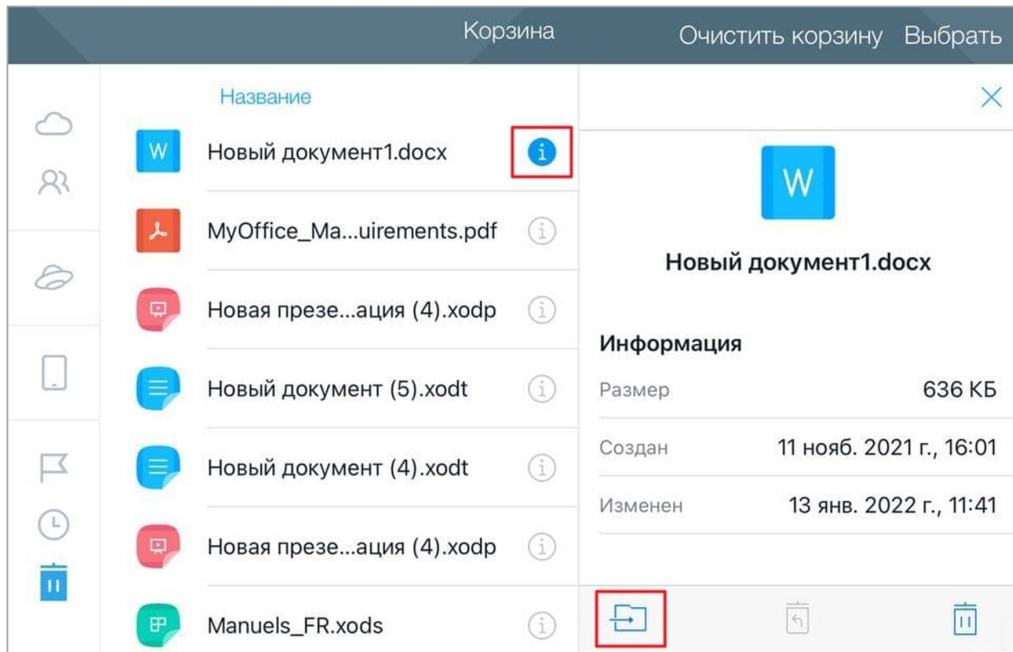 Корзина
Очистить корзину Выбрать
Название
Новый документ1.docx
MyOffice_Ma...uirements.pdf
Новая презе...ация (4).xodp
Новый документ (5).xodt
Новый документ (4).xodt
Новая презе...ация (4).xodp
Manuels_FR.xods
W
W
Новый документ1.docx
Информация
Размер 636 КБ
Создан 11 нояб. 2021 г., 16:01
Изменен 13 янв. 2022 г., 11:41